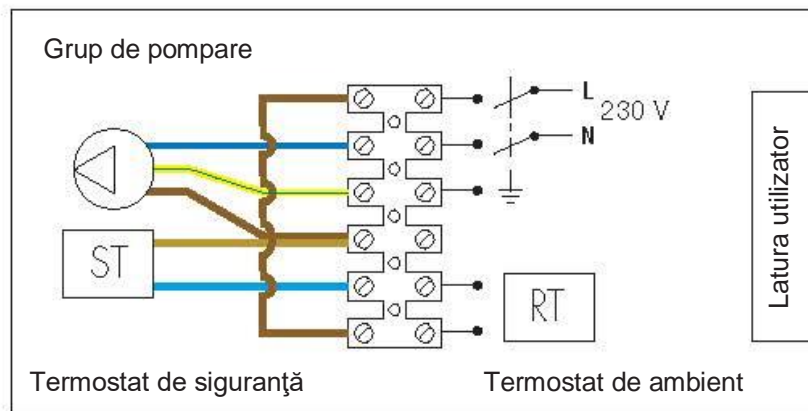 Grup de pompare
L
230 V
N
Latura utilizator
ST
RT
Termostat de siguranţă
Termostat de ambient